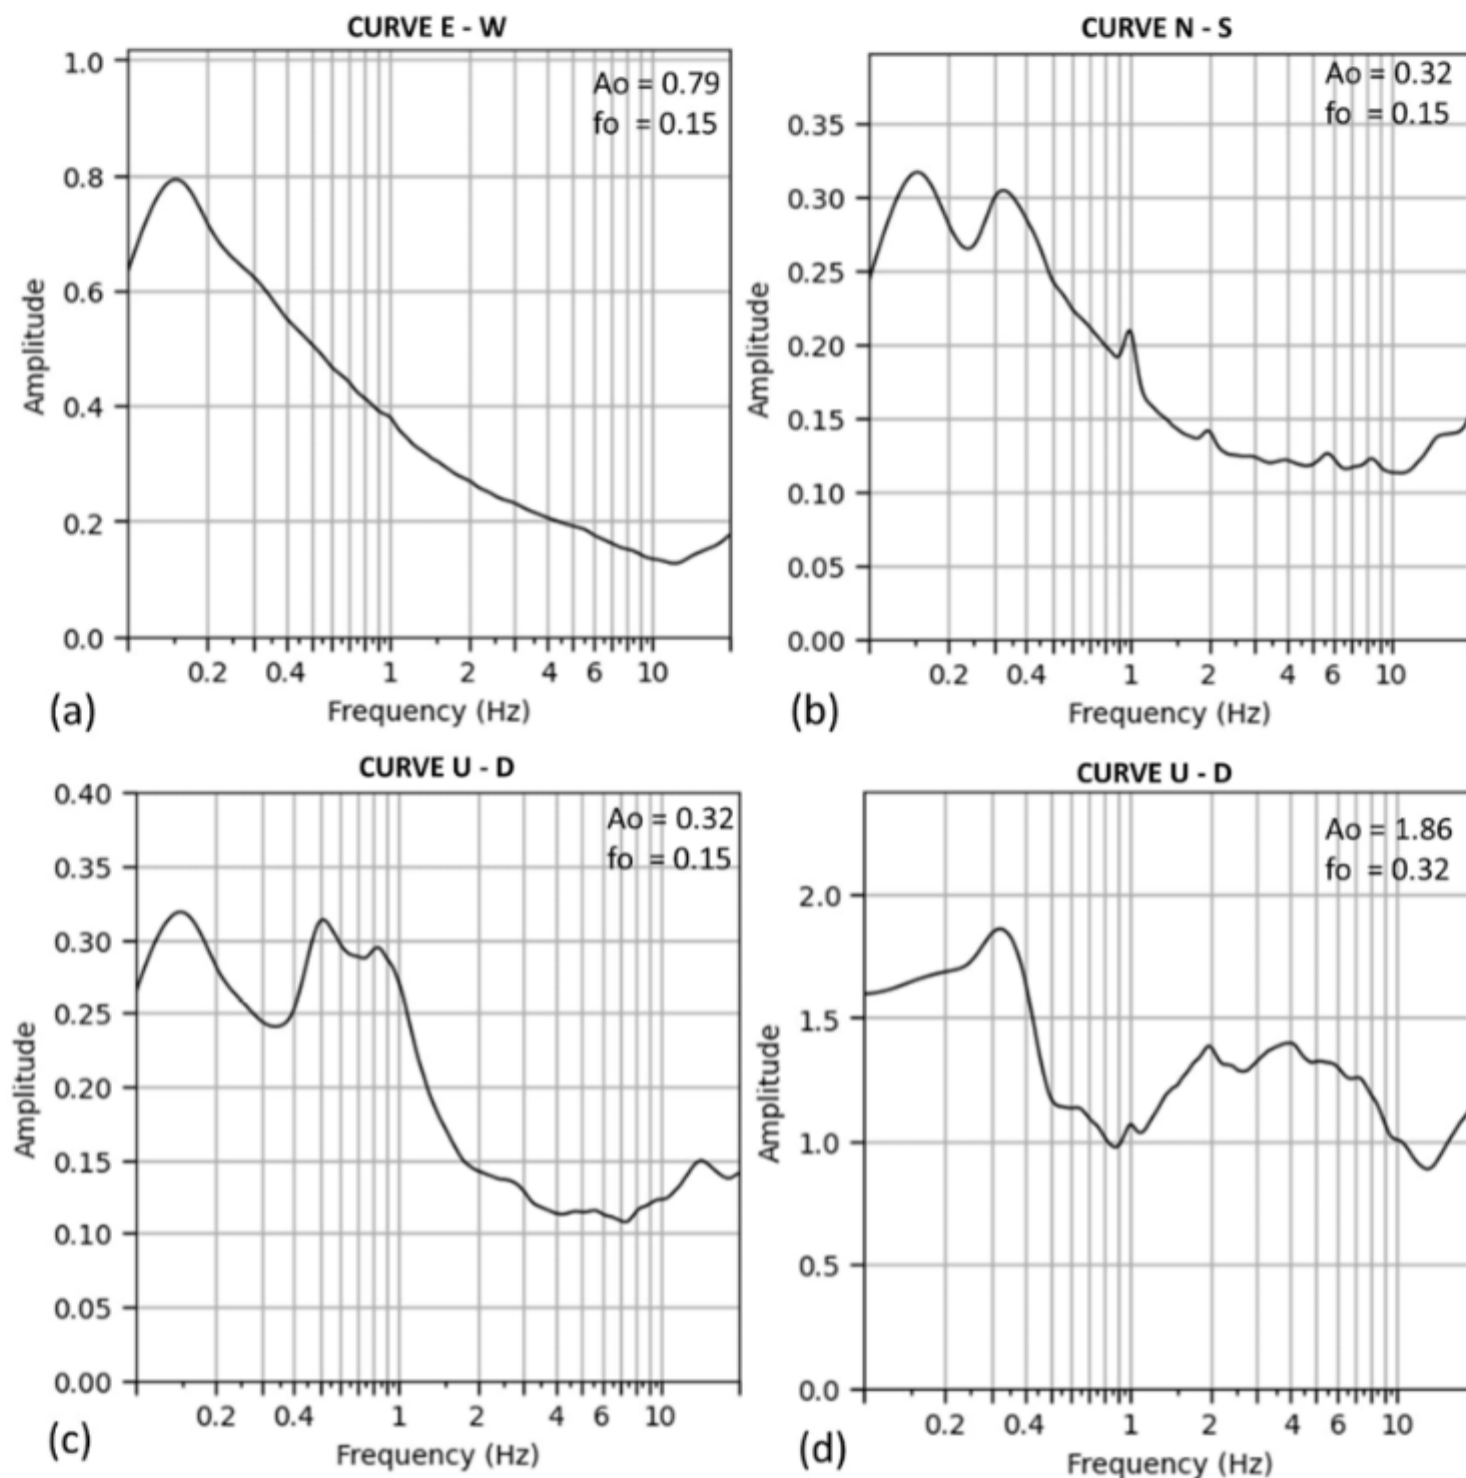 CURVE E - W
Ao = 0.79
fo = 0.15
1.0
0.8
0.6
0.4
0.2
0.0
Amplitude
0.2 0.4 1 2 4 6 10
Frequency (Hz)
(a)
CURVE N - S
Ao = 0.32
fo = 0.15
0.35
0.30
0.25
0.20
0.15
0.10
0.05
0.00
Amplitude
0.2 0.4 1 2 4 6 10
Frequency (Hz)
(b)
CURVE U - D
Ao = 0.32
fo = 0.15
0.40
0.35
0.30
0.25
0.20
0.15
0.10
0.05
0.00
Amplitude
0.2 0.4 1 2 4 6 10
Frequency (Hz)
(c)
CURVE U - D
Ao = 1.86
fo = 0.32
2.0
1.5
1.0
0.5
0.0
Amplitude
0.2 0.4 1 2 4 6 10
Frequency (Hz)
(d)